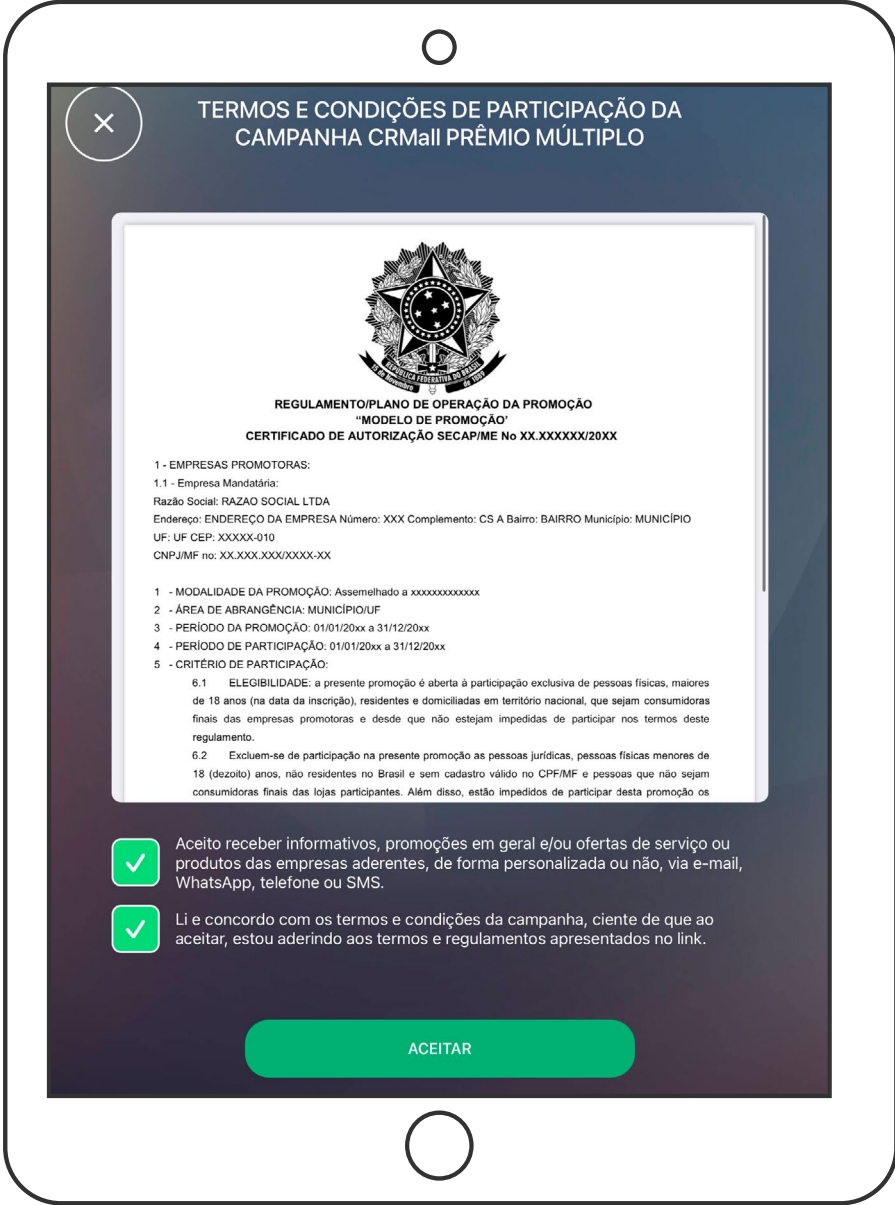 TERMOS E CONDIÇÕES DE PARTICIPAÇÃO DA
CAMPANHA CRMall PRÊMIO MÚLTIPLO
REPÚBLICA FEDERATIVA DO BRASIL
15 de Novembro
de 1889
REGULAMENTO/PLANO DE OPERAÇÃO DA PROMOÇÃO
“MODELO DE PROMOÇÃO’
CERTIFICADO DE AUTORIZAÇÃO SECAP/ME No XX.XXXXXX/20XX
1 - EMPRESAS PROMOTORAS:
1.1 - Empresa Mandatária:
Razão Social: RAZAO SOCIAL LTDA
Endereço: ENDEREÇO DA EMPRESA Número: XXX Complemento: CS A Bairro: BAIRRO Município: MUNICÍPIO
UF: UF CEP: XXXXX-010
CNPJ/MF no: XX.XXX.XXX/XXXX-XX
1 - MODALIDADE DA PROMOÇÃO: Assemelhado a xxxxxxxxxxxxx
2 - ÁREA DE ABRANGÊNCIA: MUNICÍPIO/UF
3 - PERÍODO DA PROMOÇÃO: 01/01/20xx a 31/12/20xx
4 - PERÍODO DE PARTICIPAÇÃO: 01/01/20xx a 31/12/20xx
5 - CRITÉRIO DE PARTICIPAÇÃO:
6.1 ELEGIBILIDADE: a presente promoção é aberta à participação exclusiva de pessoas físicas, maiores
de 18 anos (na data da inscrição), residentes e domiciliadas em território nacional, que sejam consumidoras
finais das empresas promotoras e desde que não estejam impedidas de participar nos termos deste
regulamento.
6.2 Excluem-se de participação na presente promoção as pessoas jurídicas, pessoas físicas menores de
18 (dezoito) anos, não residentes no Brasil e sem cadastro válido no CPF/MF e pessoas que não sejam
consumidoras finais das lojas participantes. Além disso, estão impedidos de participar desta promoção os
Aceito receber informativos, promoções em geral e/ou ofertas de serviço ou
produtos das empresas aderentes, de forma personalizada ou não, via e-mail,
WhatsApp, telefone ou SMS.
Li e concordo com os termos e condições da campanha, ciente de que ao
aceitar, estou aderindo aos termos e regulamentos apresentados no link.
ACEITAR